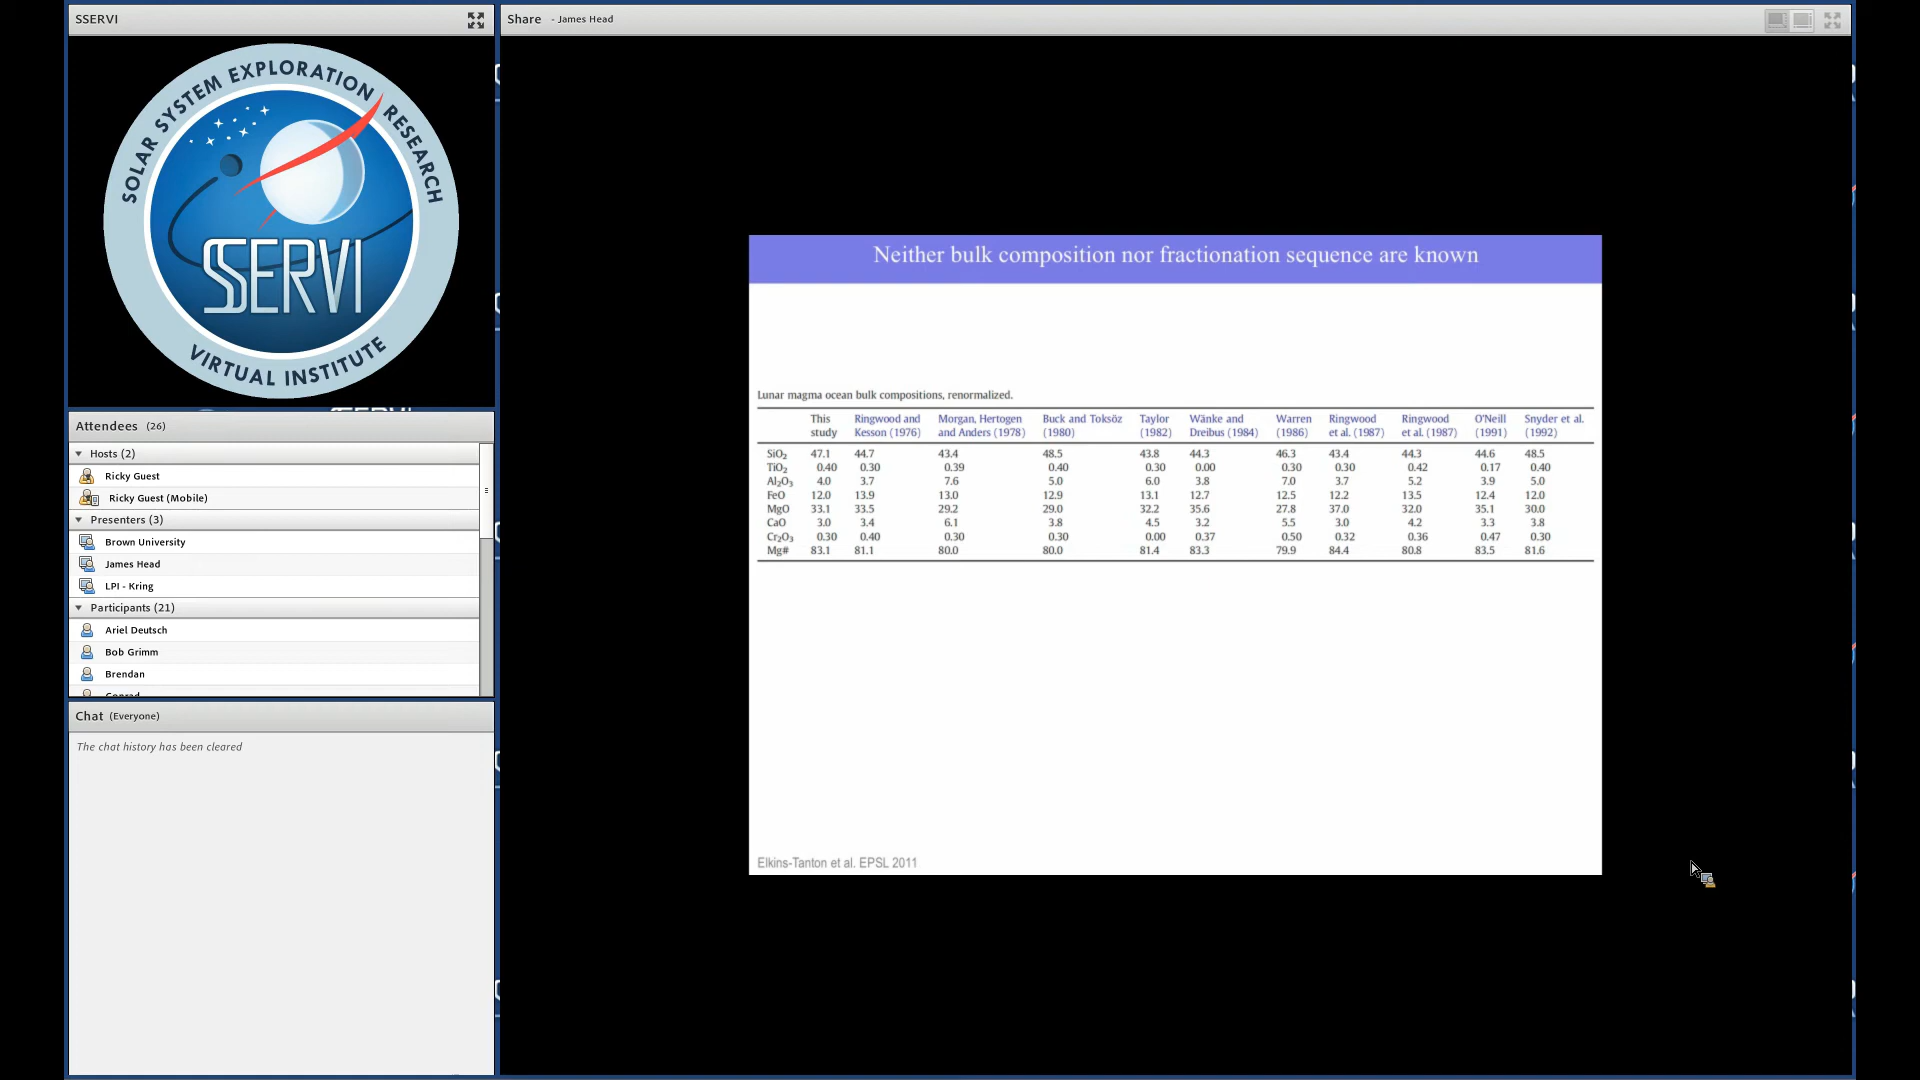 SSERVI
SOLAR SYSTEM EXPLORATION RESEARCH
SSERVI
VIRTUAL INSTITUTE
Attendees (26)
Hosts (2)
Ricky Guest
Ricky Guest (Mobile)
Presenters (3)
Brown University
James Head
LPI - Kring
Participants (21)
Ariel Deutsch
Bob Grimm
Brendan
Chat (Everyone)
The chat history has been cleared
Share - James Head
Neither bulk composition nor fractionation sequence are known
Lunar magma ocean bulk compositions, renormalized.
This Ringwood and Morgan, Hertogen Buck and Toksöz Taylor Wänke and Warren Ringwood Ringwood O'Neill Snyder et al.
study Kesson (1976) and Anders (1978) (1980) (1982) Dreibus (1984) (1986) et al. (1987) et al. (1987) (1991) (1992)
SiO₂ 47.1 44.7 43.4 48.5 43.8 44.3 46.3 43.4 44.3 44.6 48.5
TiO₂ 0.40 0.30 0.39 0.40 0.30 0.00 0.30 0.30 0.42 0.17 0.40
Al₂O₃ 4.0 3.7 7.6 5.0 6.0 3.8 7.0 3.7 5.2 3.9 5.0
FeO 12.0 13.9 13.0 12.9 13.1 12.7 12.5 12.2 13.5 12.4 12.0
MgO 33.1 33.5 29.2 29.0 32.2 35.6 27.8 37.0 32.0 35.1 30.0
CaO 3.0 3.4 6.1 3.8 4.5 3.2 5.5 3.0 4.2 3.3 3.8
Cr₂O₃ 0.30 0.40 0.30 0.30 0.00 0.37 0.50 0.32 0.36 0.47 0.30
Mg# 83.1 81.1 80.0 80.0 81.4 83.3 79.9 84.4 80.8 83.5 81.6
Elkins-Tanton et al. EPSL 2011